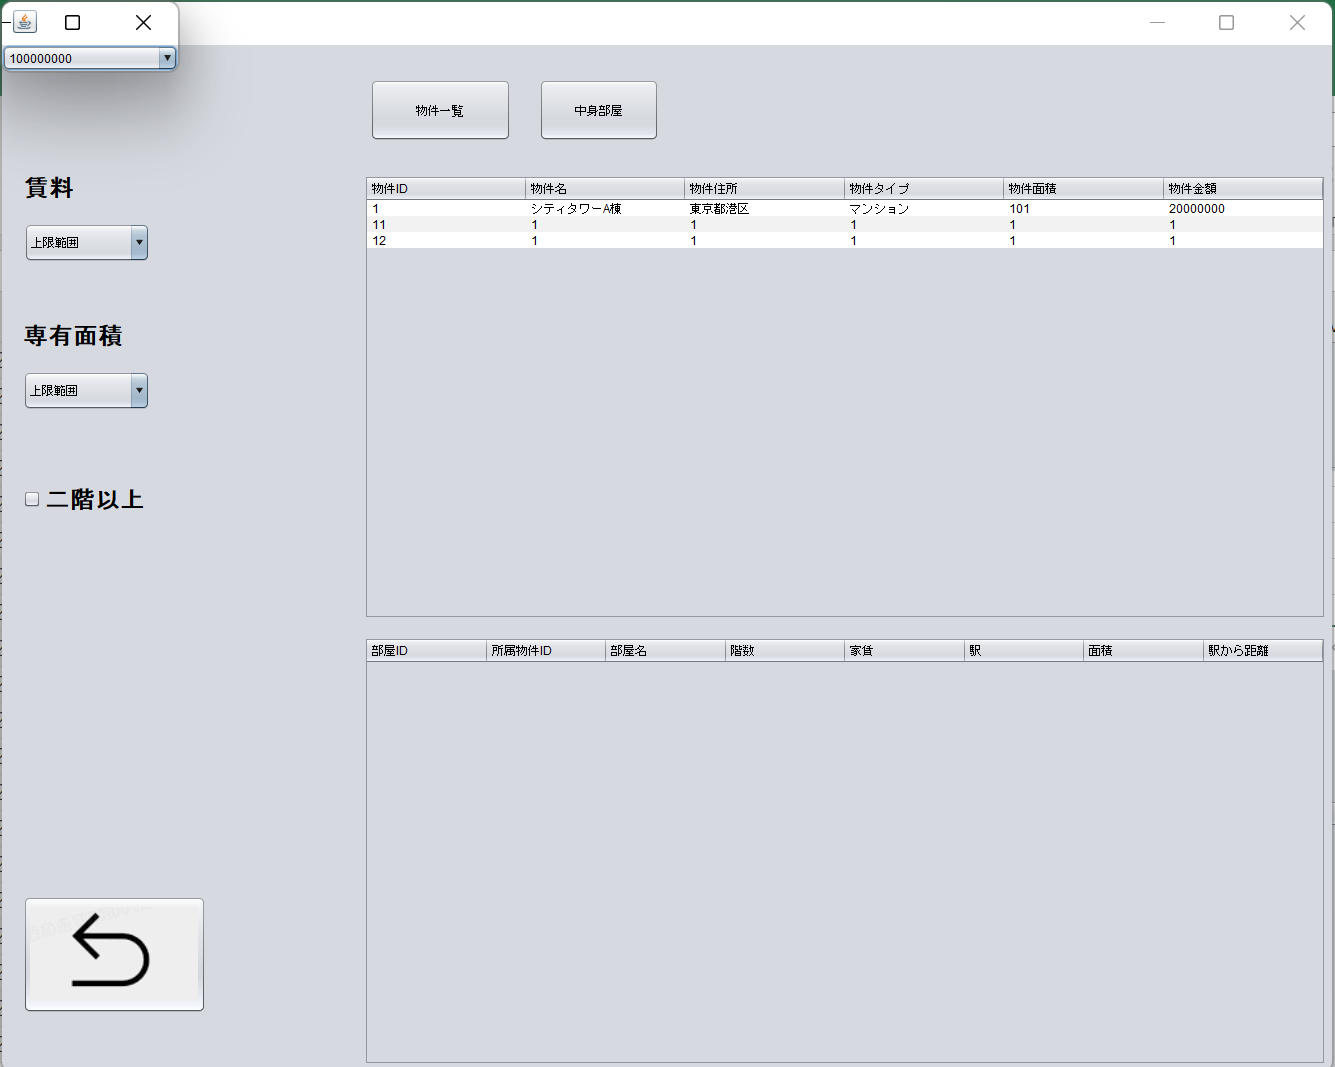 100000000
物件一覧 中身部屋
賃料
上限範囲
専有面積
上限範囲
二階以上
物件ID 物件名 物件住所 物件タイプ 物件面積 物件金額
1 シティタワーA棟 東京都港区 マンション 101 20000000
11 1 1 1 1 1
12 1 1 1 1 1
部屋ID 所属物件ID 部屋名 階数 家賃 駅 面積 駅から距離